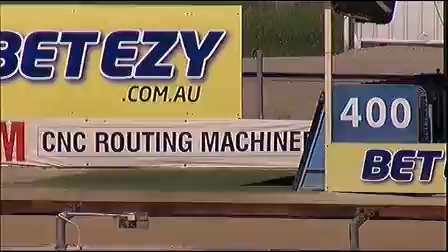 BETEZY
.COM.AU
M CNC ROUTING MACHINE
400
BET